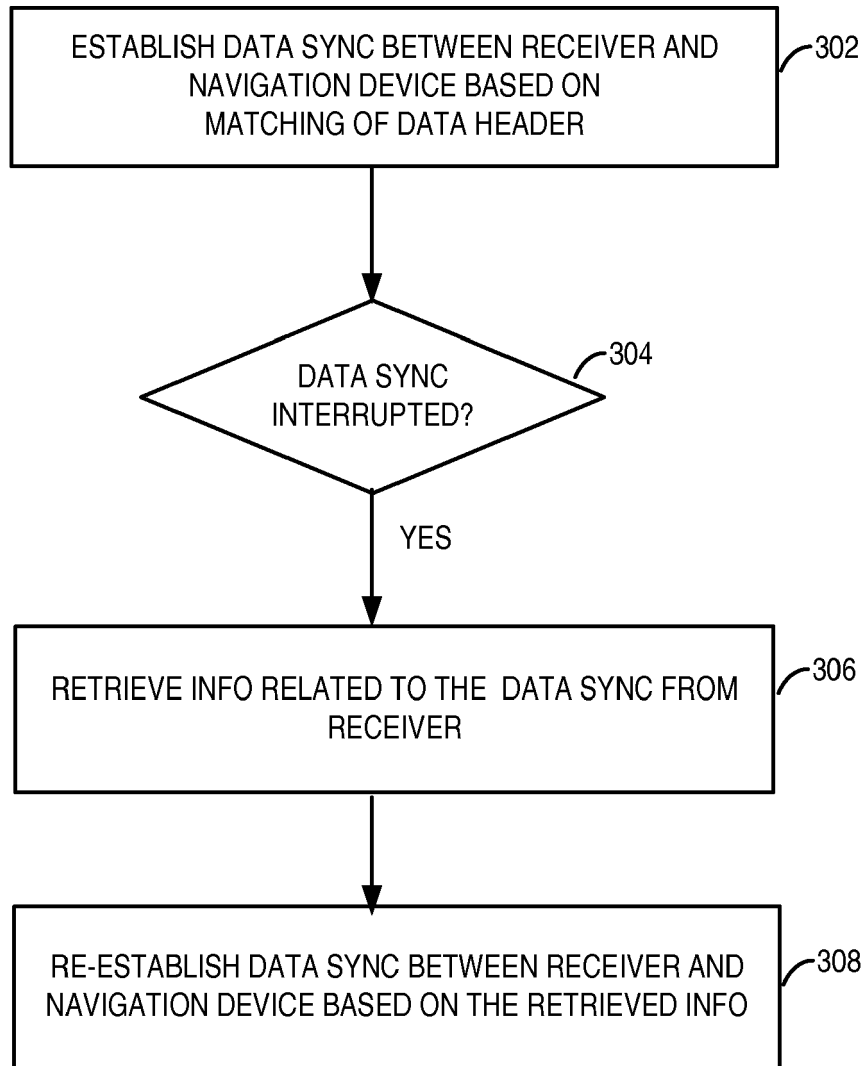 ESTABLISH DATA SYNC BETWEEN RECEIVER AND
NAVIGATION DEVICE BASED ON
MATCHING OF DATA HEADER
302
DATA SYNC
INTERRUPTED?
304
YES
RETRIEVE INFO RELATED TO THE DATA SYNC FROM
RECEIVER
306
RE-ESTABLISH DATA SYNC BETWEEN RECEIVER AND
NAVIGATION DEVICE BASED ON THE RETRIEVED INFO
308